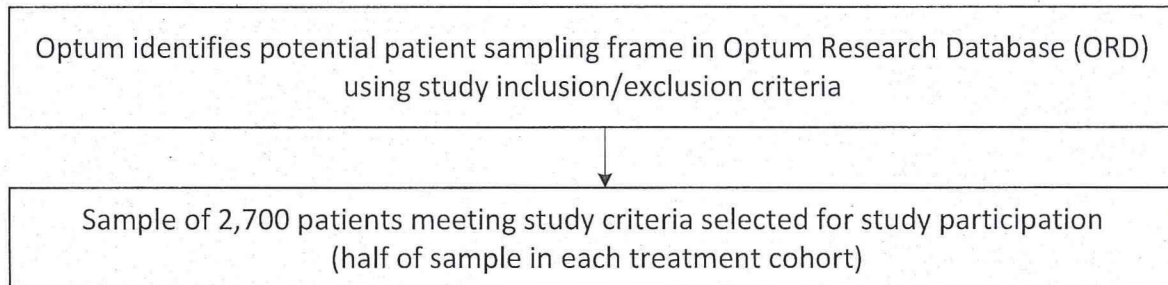 Optum identifies potential patient sampling frame in Optum Research Database (ORD)
using study inclusion/exclusion criteria
Sample of 2,700 patients meeting study criteria selected for study participation
(half of sample in each treatment cohort)